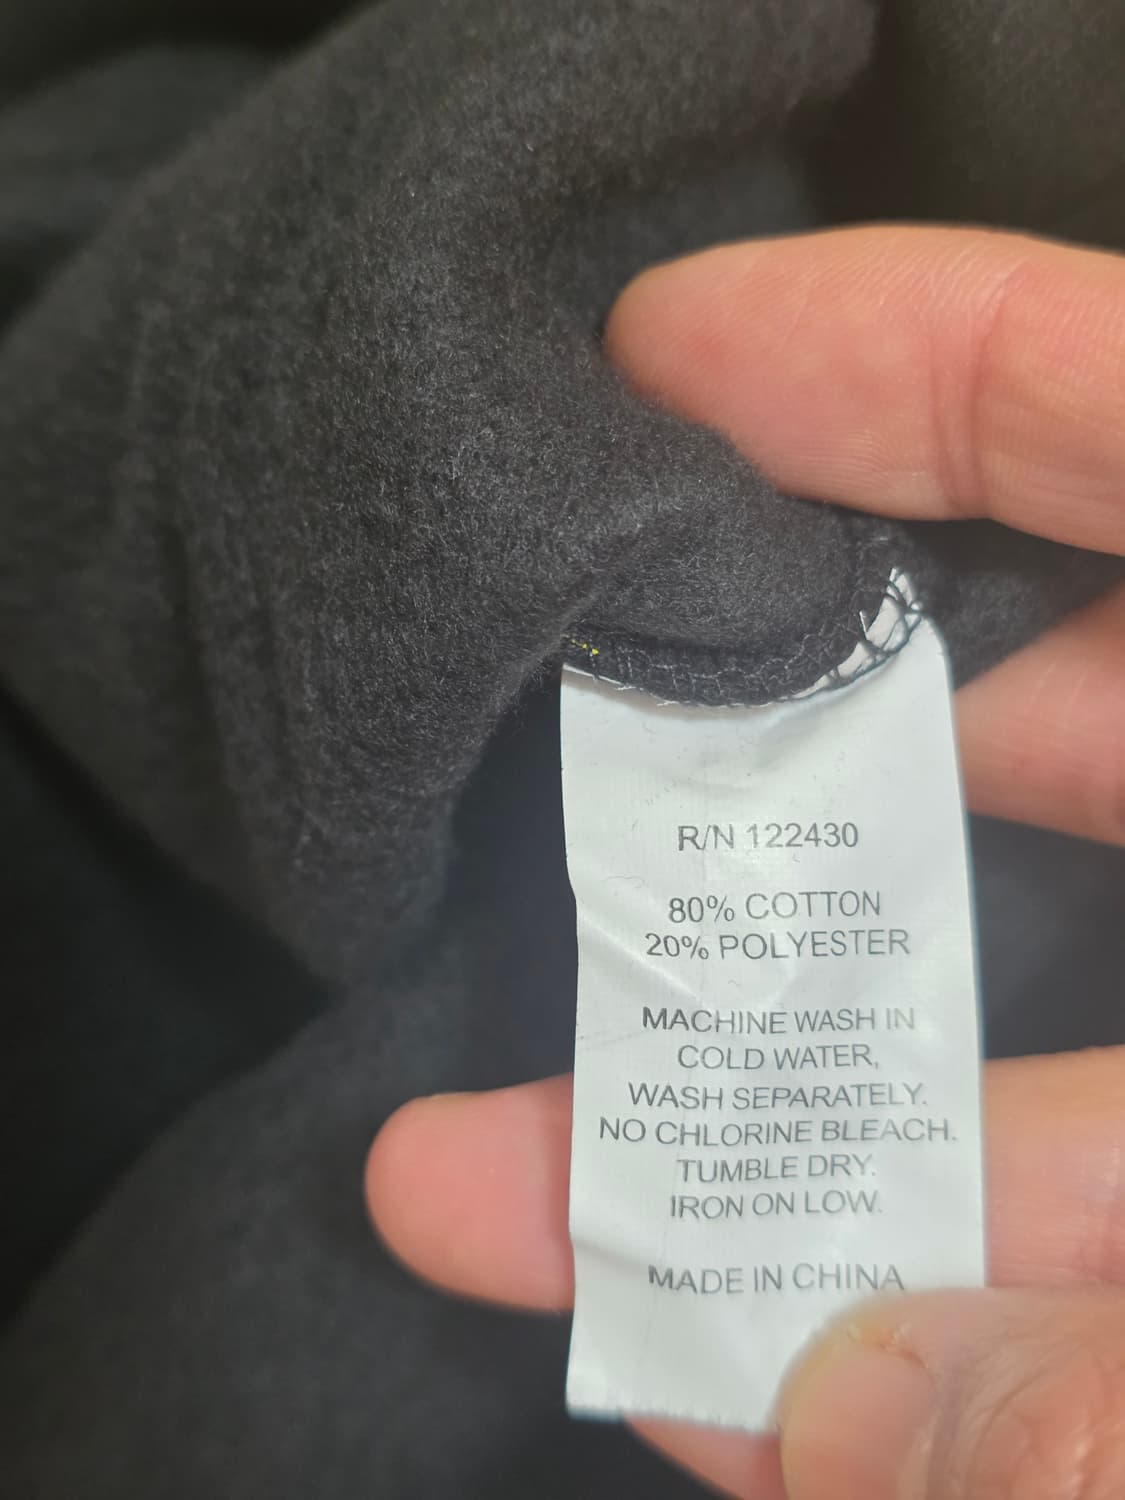 R/N 122430
80% COTTON
20% POLYESTER
MACHINE WASH IN
COLD WATER,
WASH SEPARATELY.
NO CHLORINE BLEACH.
TUMBLE DRY.
IRON ON LOW.
MADE IN CHINA